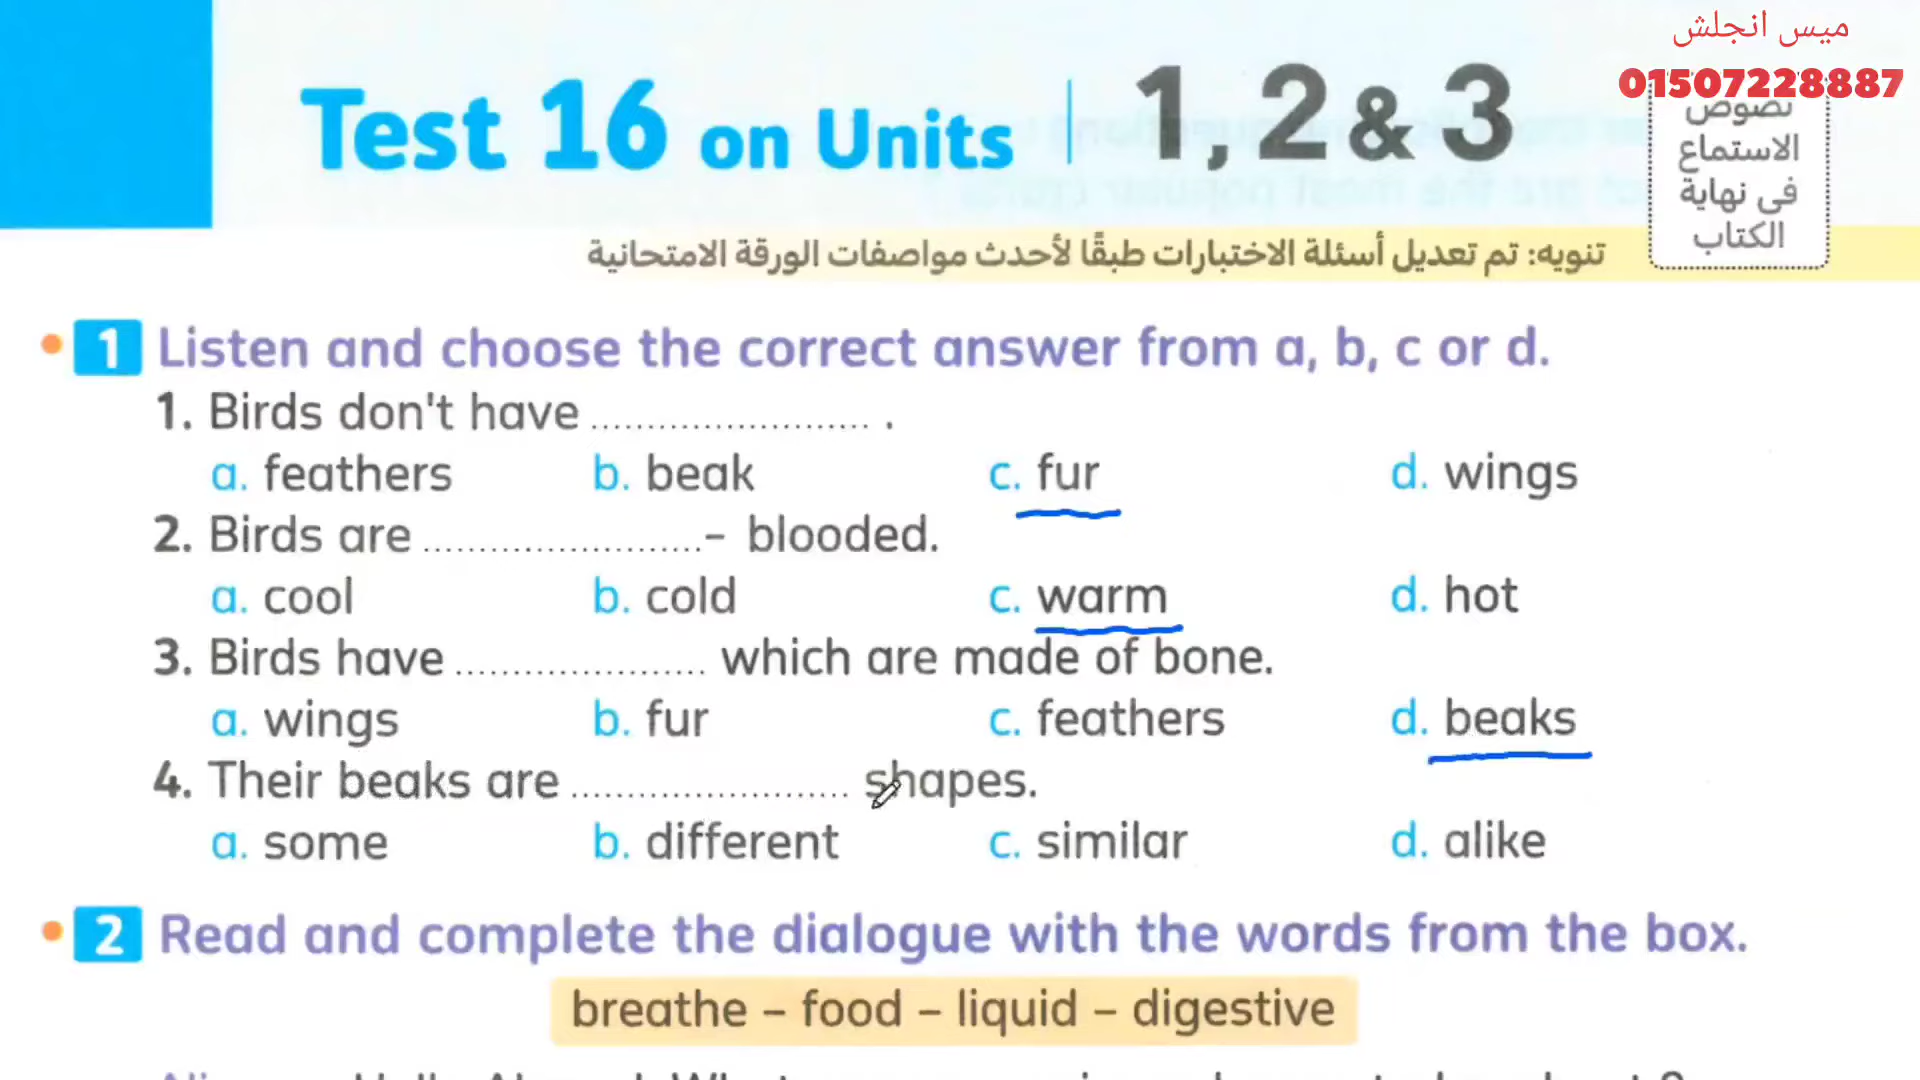 ميس انجلش
01507228887
Test 16 on Units 1, 2 & 3
نصوص
الاستماع
فى نهاية
الكتاب
تنويه: تم تعديل أسئلة الاختبارات طبقًا لأحدث مواصفات الورقة الامتحانية
1 Listen and choose the correct answer from a, b, c or d.
1. Birds don't have ........................ .
a. feathers b. beak c. fur d. wings
2. Birds are ........................ - blooded.
a. cool b. cold c. warm d. hot
3. Birds have ...................... which are made of bone.
a. wings b. fur c. feathers d. beaks
4. Their beaks are ........................ shapes.
a. some b. different c. similar d. alike
2 Read and complete the dialogue with the words from the box.
breathe – food – liquid – digestive